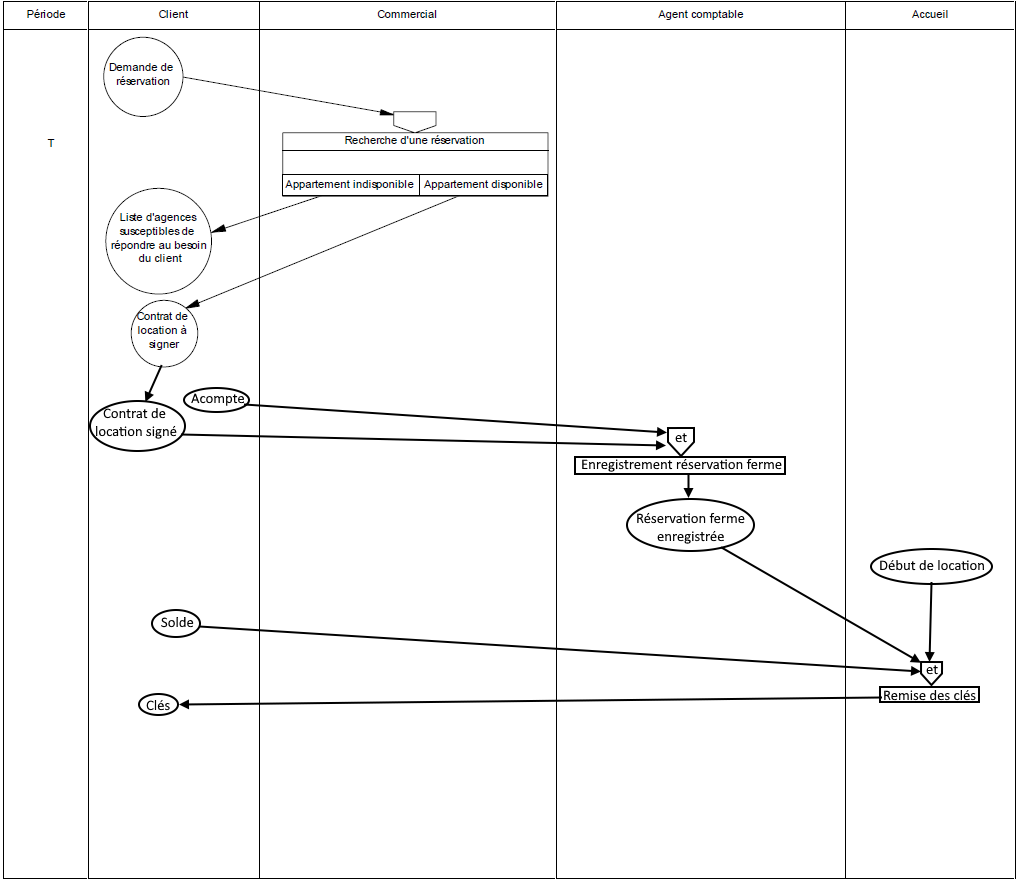 Période
Client
Commercial
Agent comptable
Accueil
Demande de
réservation
T
Recherche d'une réservation
Appartement indisponible
Appartement disponible
Liste d'agences
susceptibles de
répondre au besoin
du client
Contrat de
location à
signer
Acompte
Contrat de
location signé
et
Enregistrement réservation ferme
Réservation ferme
enregistrée
Début de location
Solde
et
Remise des clés
Clés